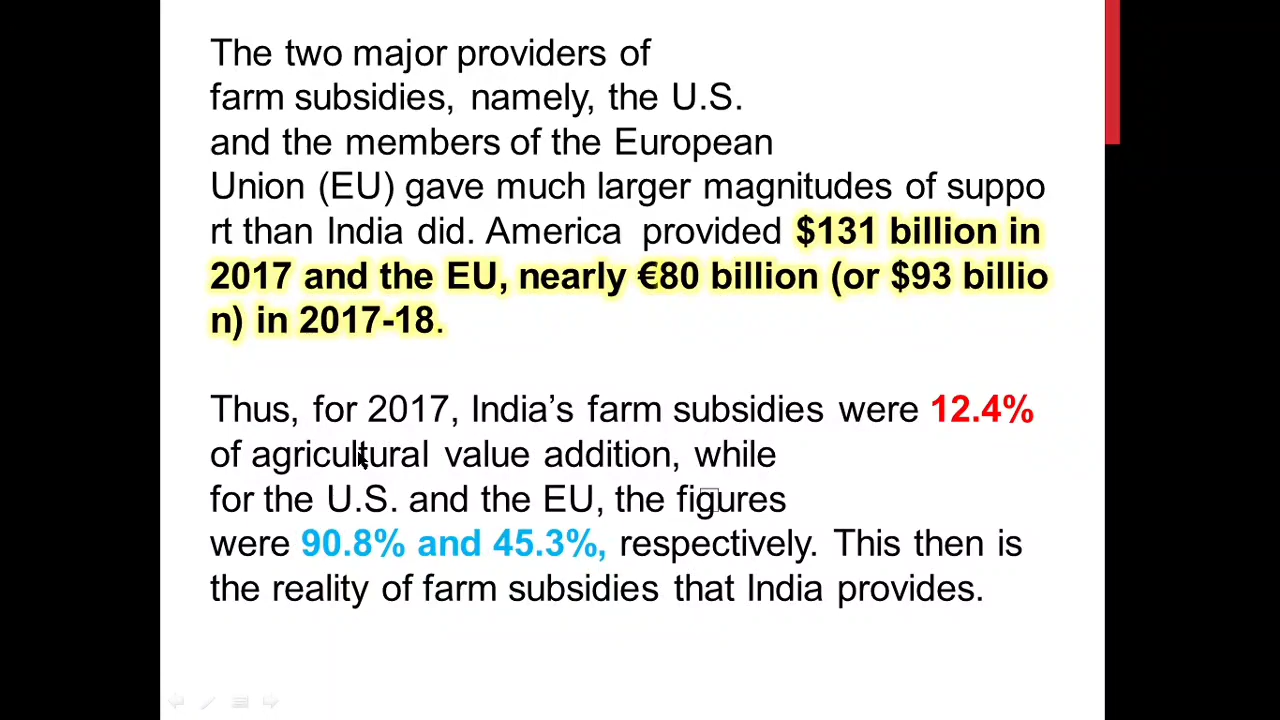 The two major providers of
farm subsidies, namely, the U.S.
and the members of the European
Union (EU) gave much larger magnitudes of suppo
rt than India did. America provided $131 billion in
2017 and the EU, nearly €80 billion (or $93 billio
n) in 2017-18.
Thus, for 2017, India’s farm subsidies were 12.4%
of agricultural value addition, while
for the U.S. and the EU, the figures
were 90.8% and 45.3%, respectively. This then is
the reality of farm subsidies that India provides.